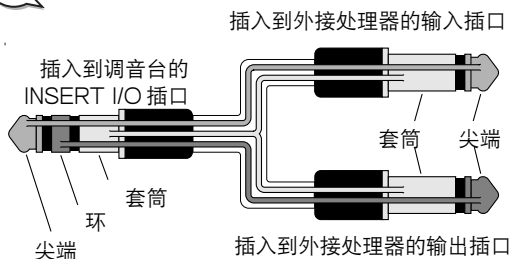 插入到外接处理器的输入插口
插入到调音台的
INSERT I/O 插口
套筒
尖端
套筒
环
尖端
插入到外接处理器的输出插口